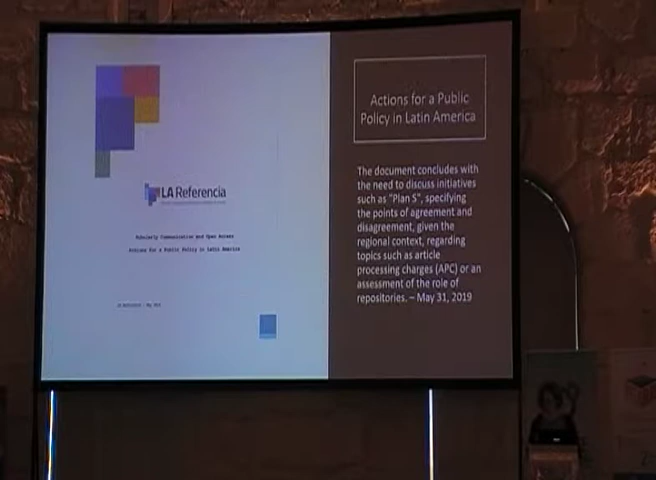 LA Referencia
Scholarly Communication and Open Access
Actions for a Public Policy in Latin America
Actions for a Public
Policy in Latin America
The document concludes with
the need to discuss initiatives
such as "Plan S", specifying
the points of agreement and
disagreement, given the
regional context, regarding
topics such as article
processing charges (APC) or an
assessment of the role of
repositories. – May 31, 2019